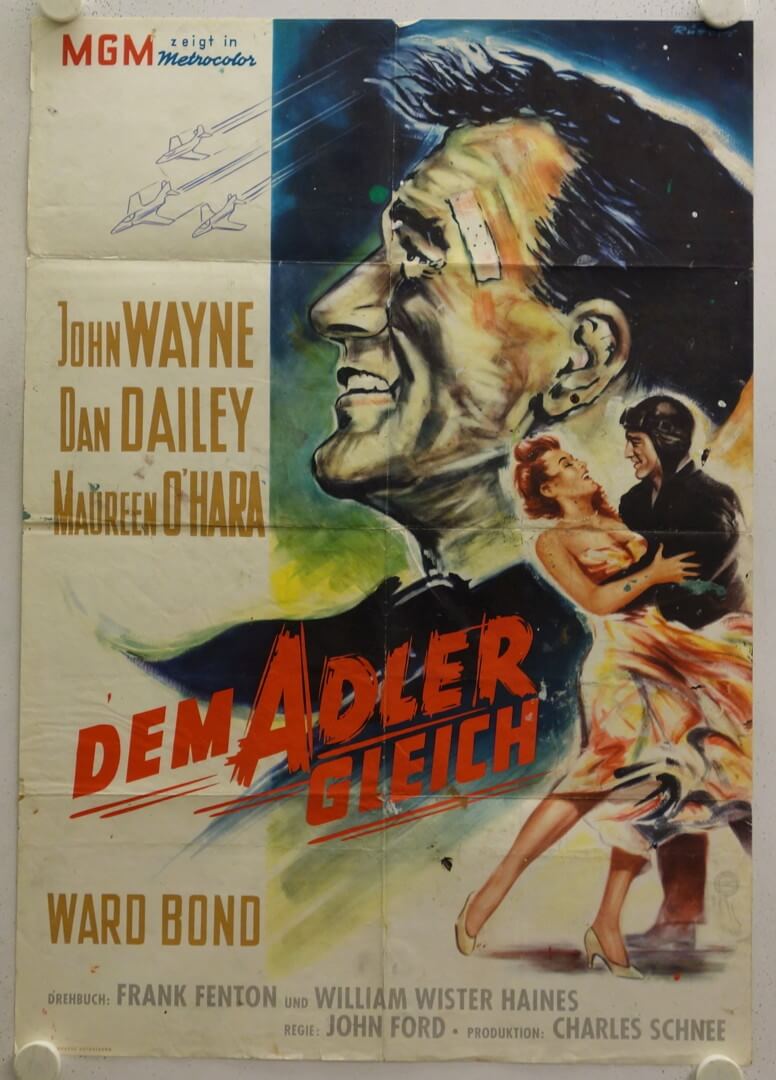 MGM zeigt in
Metrocolor
JOHN WAYNE
DAN DAILEY
MAUREEN O'HARA
DEM ADLER
GLEICH
WARD BOND
DREHBUCH: FRANK FENTON UND WILLIAM WISTER HAINES
REGIE: JOHN FORD • PRODUKTION: CHARLES SCHNEE